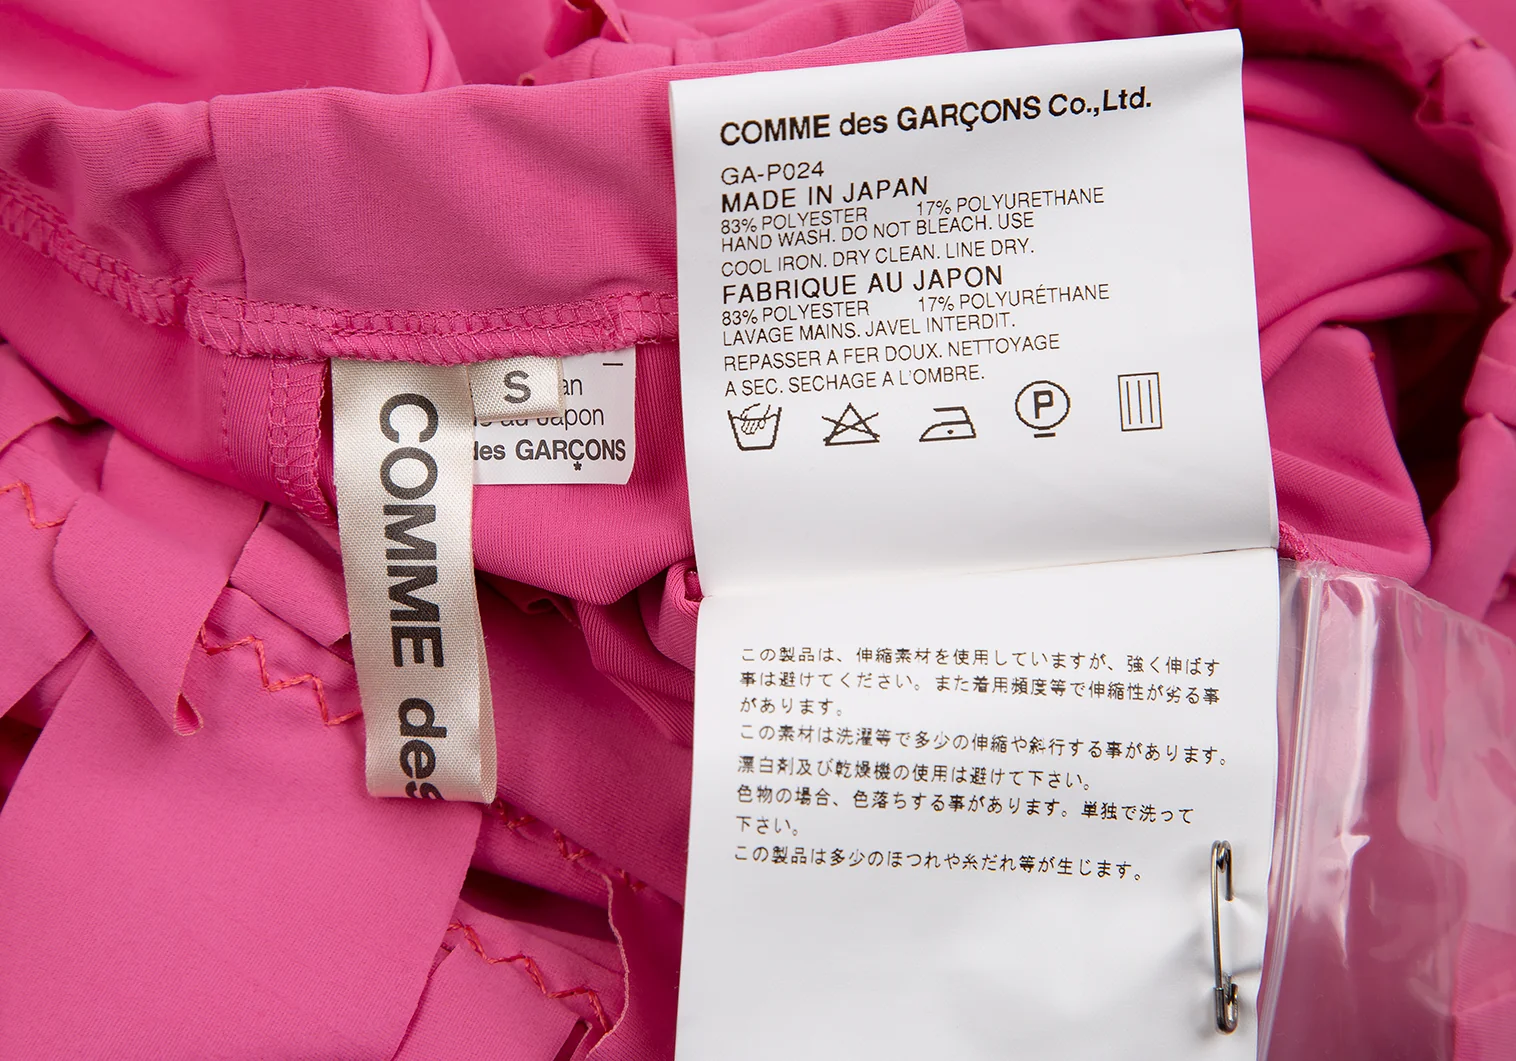 COMME des GARÇONS Co.,Ltd.
GA-P024
MADE IN JAPAN
83% POLYESTER 17% POLYURETHANE
HAND WASH. DO NOT BLEACH. USE
COOL IRON. DRY CLEAN. LINE DRY.
FABRIQUE AU JAPON
83% POLYESTER 17% POLYURÉTHANE
LAVAGE MAINS. JAVEL INTERDIT.
REPASSER A FER DOUX. NETTOYAGE
A SEC. SECHAGE A L'OMBRE.
P
S
an
au Japon
des GARÇONS
*
COMME des
この製品は、伸縮素材を使用していますが、強く伸ばす
事は避けてください。また着用頻度等で伸縮性が劣る事
があります。
この素材は洗濯等で多少の伸縮や斜行する事があります。
漂白剤及び乾燥機の使用は避けて下さい。
色物の場合、色落ちする事があります。単独で洗って
下さい。
この製品は多少のほつれや糸だれ等が生じます。